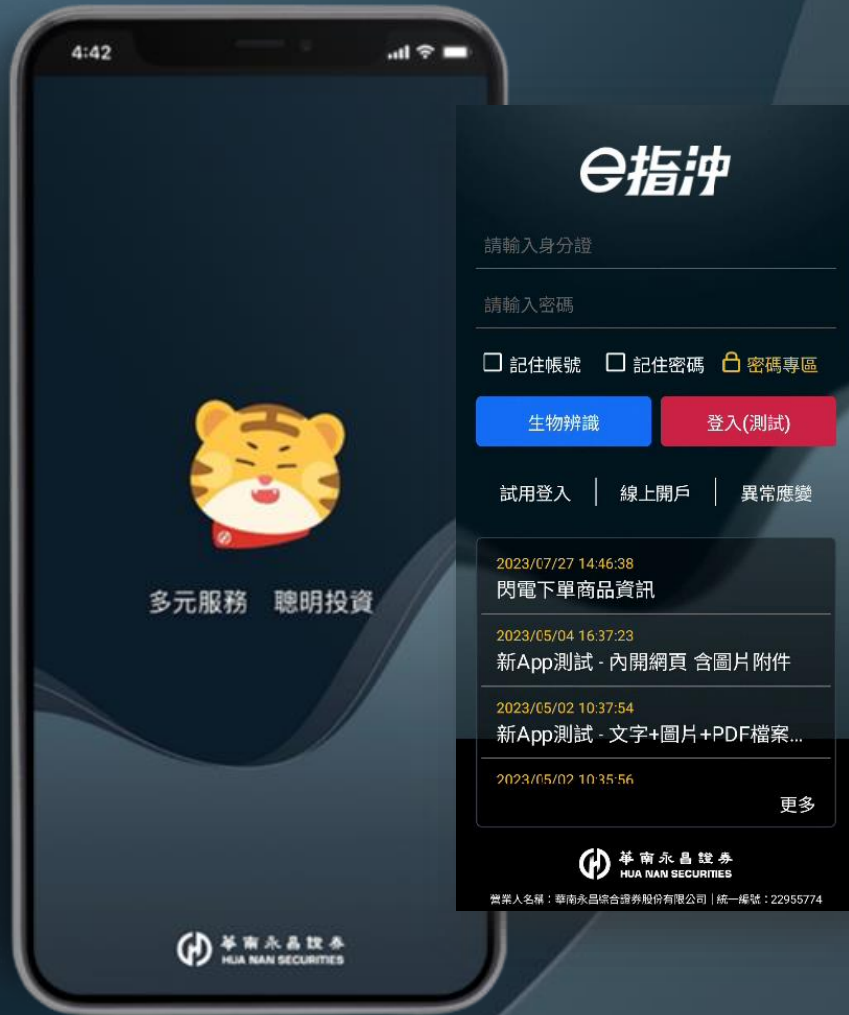 4:42
多元服務 聰明投資
華南永昌證券
HUA NAN SECURITIES
e指沖
請輸入身分證
請輸入密碼
記住帳號 記住密碼 密碼專區
生物辨識 登入(測試)
試用登入 線上開戶 異常應變
2023/07/27 14:46:38
閃電下單商品資訊
2023/05/04 16:37:23
新App測試 - 內開網頁 含圖片附件
2023/05/02 10:37:54
新App測試 - 文字+圖片+PDF檔案...
2023/05/02 10:35:56
更多
華南永昌證券
HUA NAN SECURITIES
營業人名稱：華南永昌綜合證券股份有限公司 | 統一編號：22955774